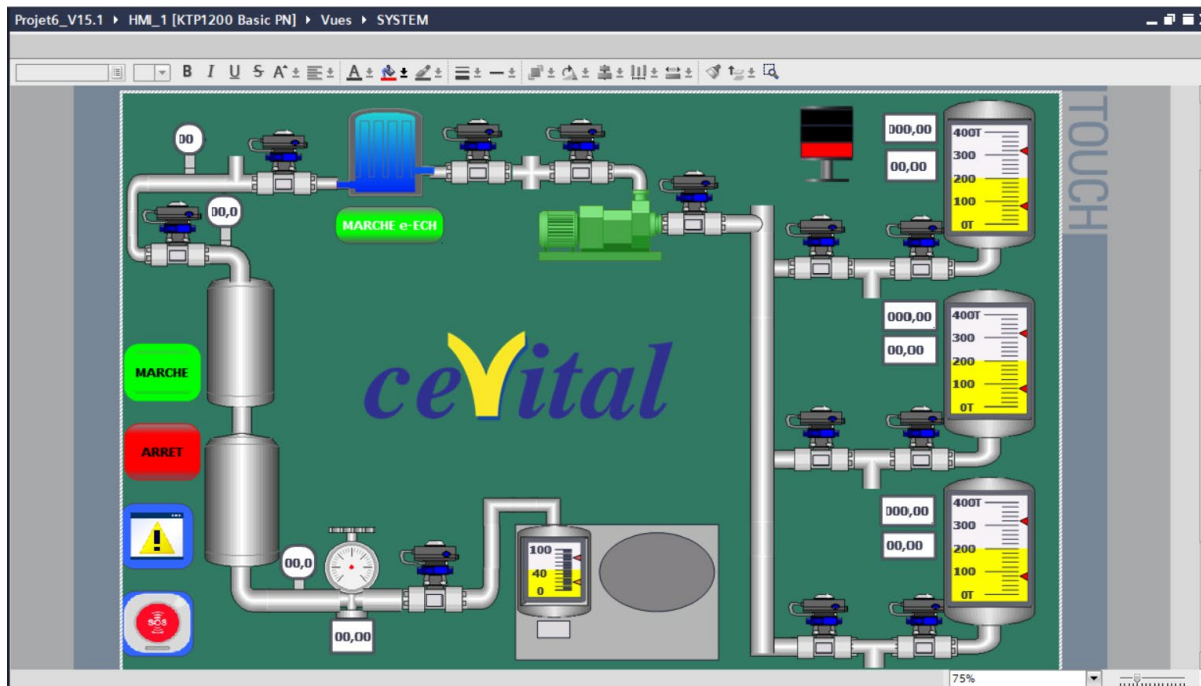 Projet6_V15.1 ▸ HMI_1 [KTP1200 Basic PN] ▸ Vues ▸ SYSTEM
B I U S A
TOUCH
00
00,0
MARCHE e-ECH
000,00
00,00
400T
300
200
100
0T
000,00
00,00
400T
300
200
100
0T
000,00
00,00
400T
300
200
100
0T
MARCHE
ARRET
ceVital
!
SOS
00,0
00,00
100
40
0
75%